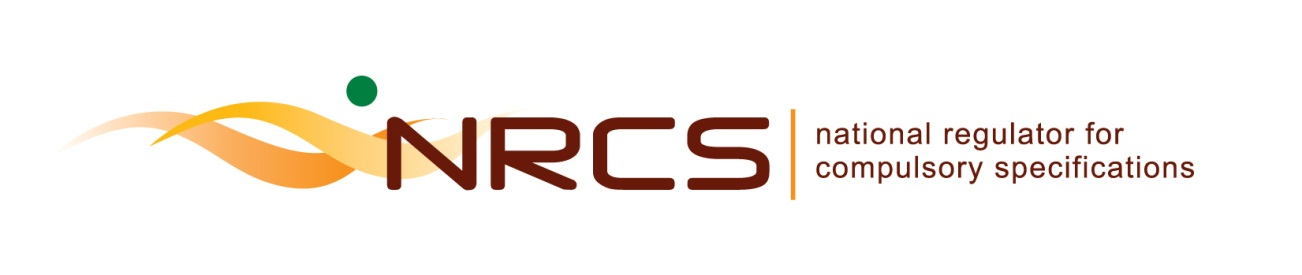 NRCS
national regulator for
compulsory specifications